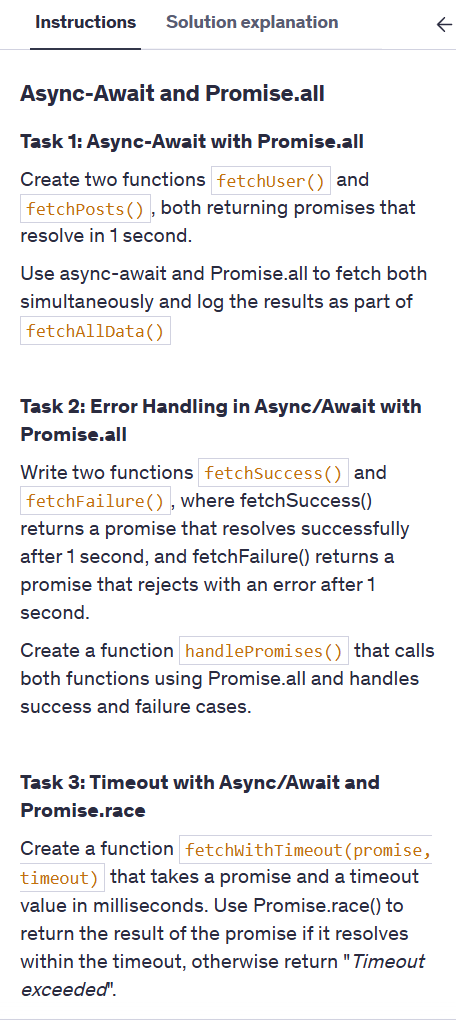 Instructions Solution explanation
Async-Await and Promise.all
Task 1: Async-Await with Promise.all
Create two functions fetchUser() and
fetchPosts(), both returning promises that
resolve in 1 second.
Use async-await and Promise.all to fetch both
simultaneously and log the results as part of
fetchAllData()
Task 2: Error Handling in Async/Await with
Promise.all
Write two functions fetchSuccess() and
fetchFailure(), where fetchSuccess()
returns a promise that resolves successfully
after 1 second, and fetchFailure() returns a
promise that rejects with an error after 1
second.
Create a function handlePromises() that calls
both functions using Promise.all and handles
success and failure cases.
Task 3: Timeout with Async/Await and
Promise.race
Create a function fetchWithTimeout(promise,
timeout) that takes a promise and a timeout
value in milliseconds. Use Promise.race() to
return the result of the promise if it resolves
within the timeout, otherwise return "Timeout
exceeded".